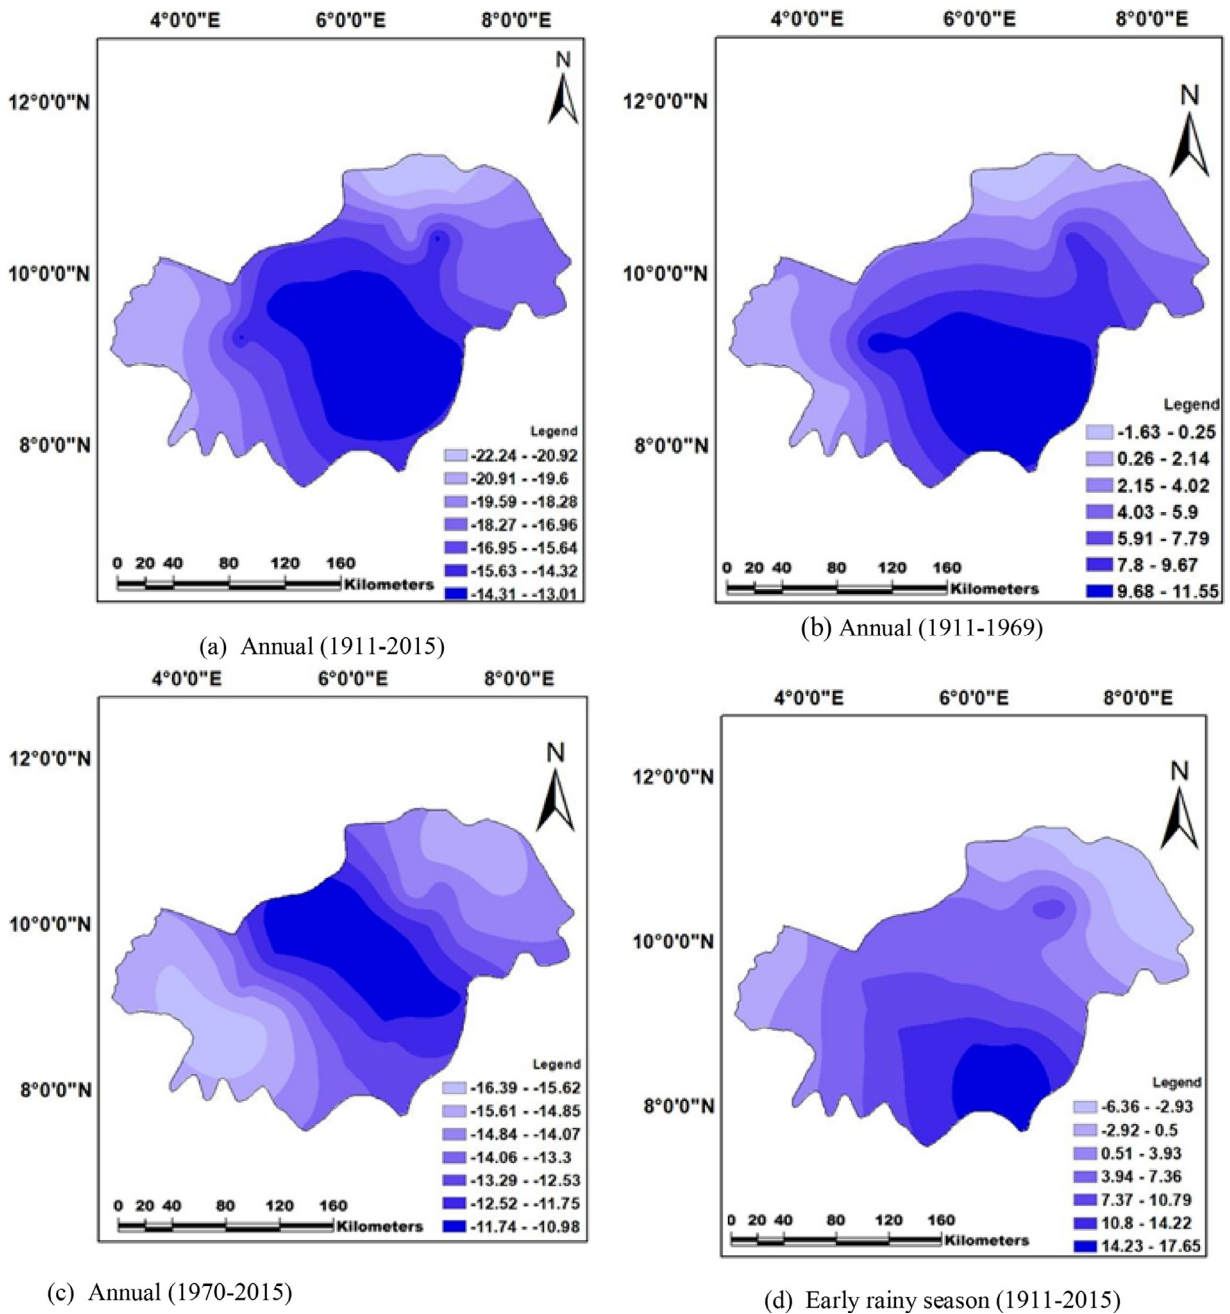 4°0'0"E 6°0'0"E 8°0'0"E
12°0'0"N
10°0'0"N
8°0'0"N
N
Legend
-22.24 - -20.92
-20.91 - -19.6
-19.59 - -18.28
-18.27 - -16.96
-16.95 - -15.64
-15.63 - -14.32
-14.31 - -13.01
0 20 40 80 120 160
Kilometers
(a) Annual (1911-2015)
4°0'0"E 6°0'0"E 8°0'0"E
12°0'0"N
10°0'0"N
8°0'0"N
N
Legend
-1.63 - 0.25
0.26 - 2.14
2.15 - 4.02
4.03 - 5.9
5.91 - 7.79
7.8 - 9.67
9.68 - 11.55
0 20 40 80 120 160
Kilometers
(b) Annual (1911-1969)
4°0'0"E 6°0'0"E 8°0'0"E
12°0'0"N
10°0'0"N
8°0'0"N
N
Legend
-16.39 - -15.62
-15.61 - -14.85
-14.84 - -14.07
-14.06 - -13.3
-13.29 - -12.53
-12.52 - -11.75
-11.74 - -10.98
0 20 40 80 120 160
Kilometers
(c) Annual (1970-2015)
4°0'0"E 6°0'0"E 8°0'0"E
12°0'0"N
10°0'0"N
8°0'0"N
N
Legend
-6.36 - -2.93
-2.92 - 0.5
0.51 - 3.93
3.94 - 7.36
7.37 - 10.79
10.8 - 14.22
14.23 - 17.65
0 20 40 80 120 160
Kilometers
(d) Early rainy season (1911-2015)